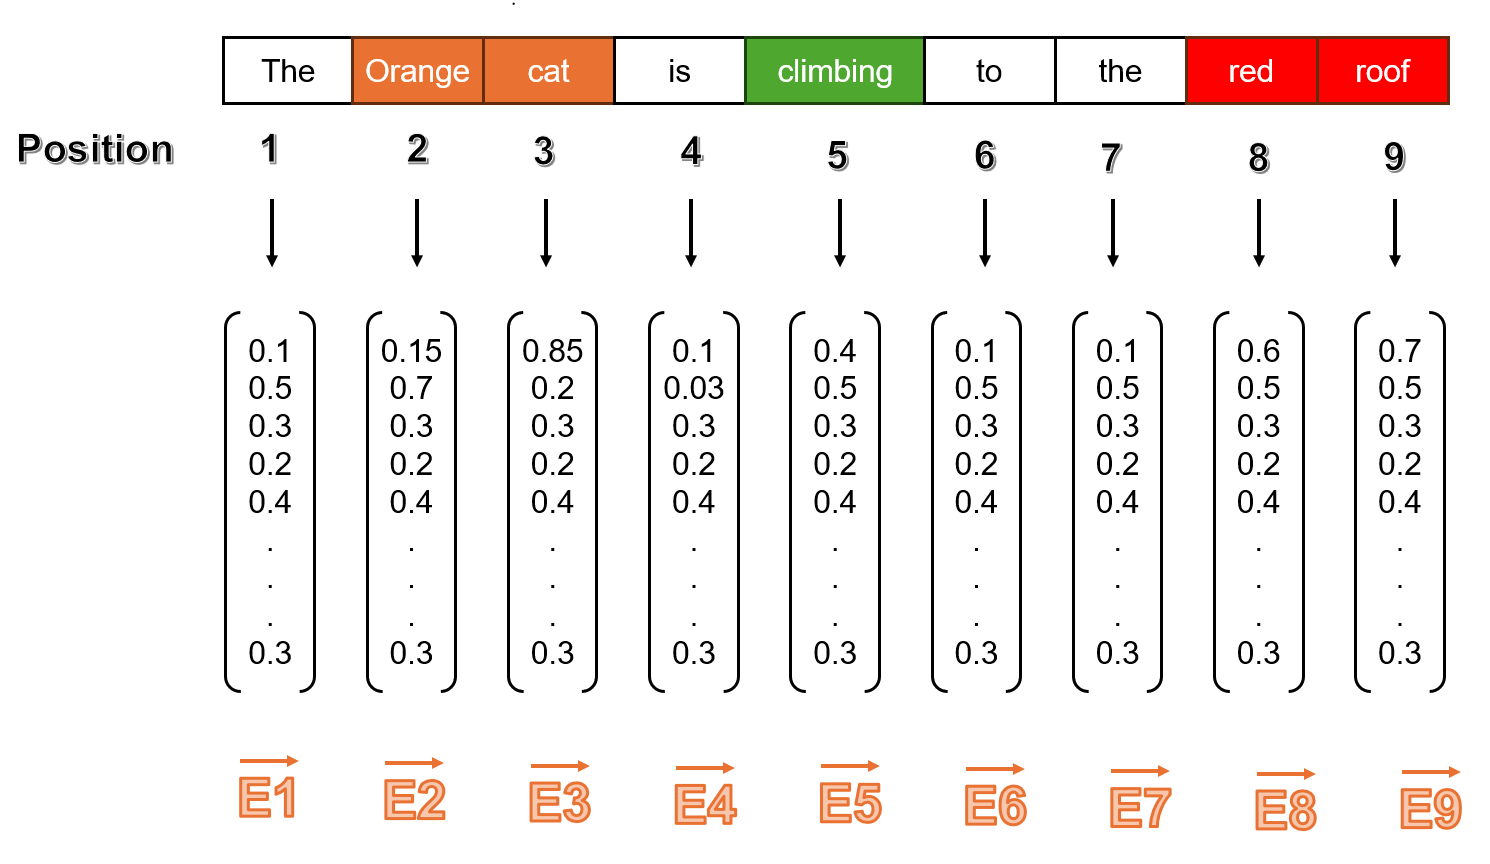 The Orange cat is climbing to the red roof
Position 1 2 3 4 5 6 7 8 9
0.1 0.15 0.85 0.1 0.4 0.1 0.1 0.6 0.7
0.5 0.7 0.2 0.03 0.5 0.5 0.5 0.5 0.5
0.3 0.3 0.3 0.3 0.3 0.3 0.3 0.3 0.3
0.2 0.2 0.2 0.2 0.2 0.2 0.2 0.2 0.2
0.4 0.4 0.4 0.4 0.4 0.4 0.4 0.4 0.4
. . . . . . . . .
. . . . . . . . .
. . . . . . . . .
0.3 0.3 0.3 0.3 0.3 0.3 0.3 0.3 0.3
E1 E2 E3 E4 E5 E6 E7 E8 E9